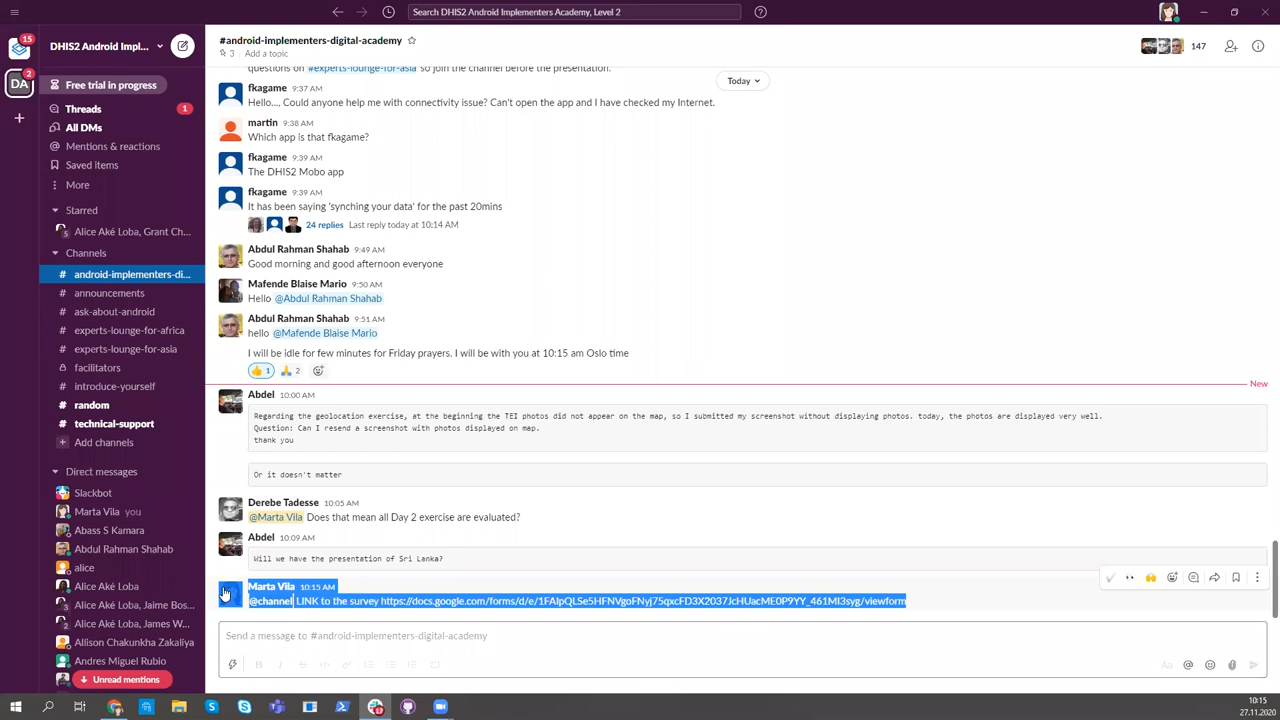 Search DHIS2 Android Implementers Academy, Level 2
15
DHIS2 Android Impl...
DA
2
Free trial in progress
Threads
1
All DMs
Mentions & reactions
Saved items
More
Starred
Alice Aké Loba, Grant Ch...
Channels
# android-implementers-di...
# announcements
# ask-about-android
# experts-lounge-for-africa
# experts-lounge-for-asia
facilitators
# introduce-yourself
# random
# technical-support
Add channels
Direct messages
Slackbot
Marta Vila you
Abass S Kamara
Abdul Rahman Shahab
alice
Alice Aké Loba
Alice Aké Loba, Jaime Bos...
Alice Aké Loba, James W...
Allison Chakunkha Zakaliya
Andres Miguel Rubio
Unread mentions
#android-implementers-digital-academy
3 Add a topic
147
questions on #experts-lounge-for-asia so join the channel before the presentation.
Today
fkagame 9:37 AM
Hello..., Could anyone help me with connectivity issue? Can't open the app and I have checked my Internet.
martin 9:38 AM
Which app is that fkagame?
fkagame 9:39 AM
The DHIS2 Mobo app
fkagame 9:39 AM
It has been saying 'synching your data' for the past 20mins
24 replies Last reply today at 10:14 AM
Abdul Rahman Shahab 9:49 AM
Good morning and good afternoon everyone
Mafende Blaise Mario 9:50 AM
Hello @Abdul Rahman Shahab
Abdul Rahman Shahab 9:51 AM
hello @Mafende Blaise Mario
I will be idle for few minutes for Friday prayers. I will be with you at 10:15 am Oslo time
1 2
New
Abdel 10:00 AM
Regarding the geolocation exercise, at the beginning the TEI photos did not appear on the map, so I submitted my screenshot without displaying photos. today, the photos are displayed very well.
Question: Can I resend a screenshot with photos displayed on map.
thank you
Or it doesn't matter
Derebe Tadesse 10:05 AM
@Marta Vila Does that mean all Day 2 exercise are evaluated?
Abdel 10:09 AM
Will we have the presentation of Sri Lanka?
Marta Vila 10:15 AM
@channel LINK to the survey https://docs.google.com/forms/d/e/1FAIpQLSe5HFNVgoFNyj75qxcFD3X2037JcHUacME0P9YY_461MI3syg/viewform
Send a message to #android-implementers-digital-academy
B I S
Aa @
10:15
27.11.2020